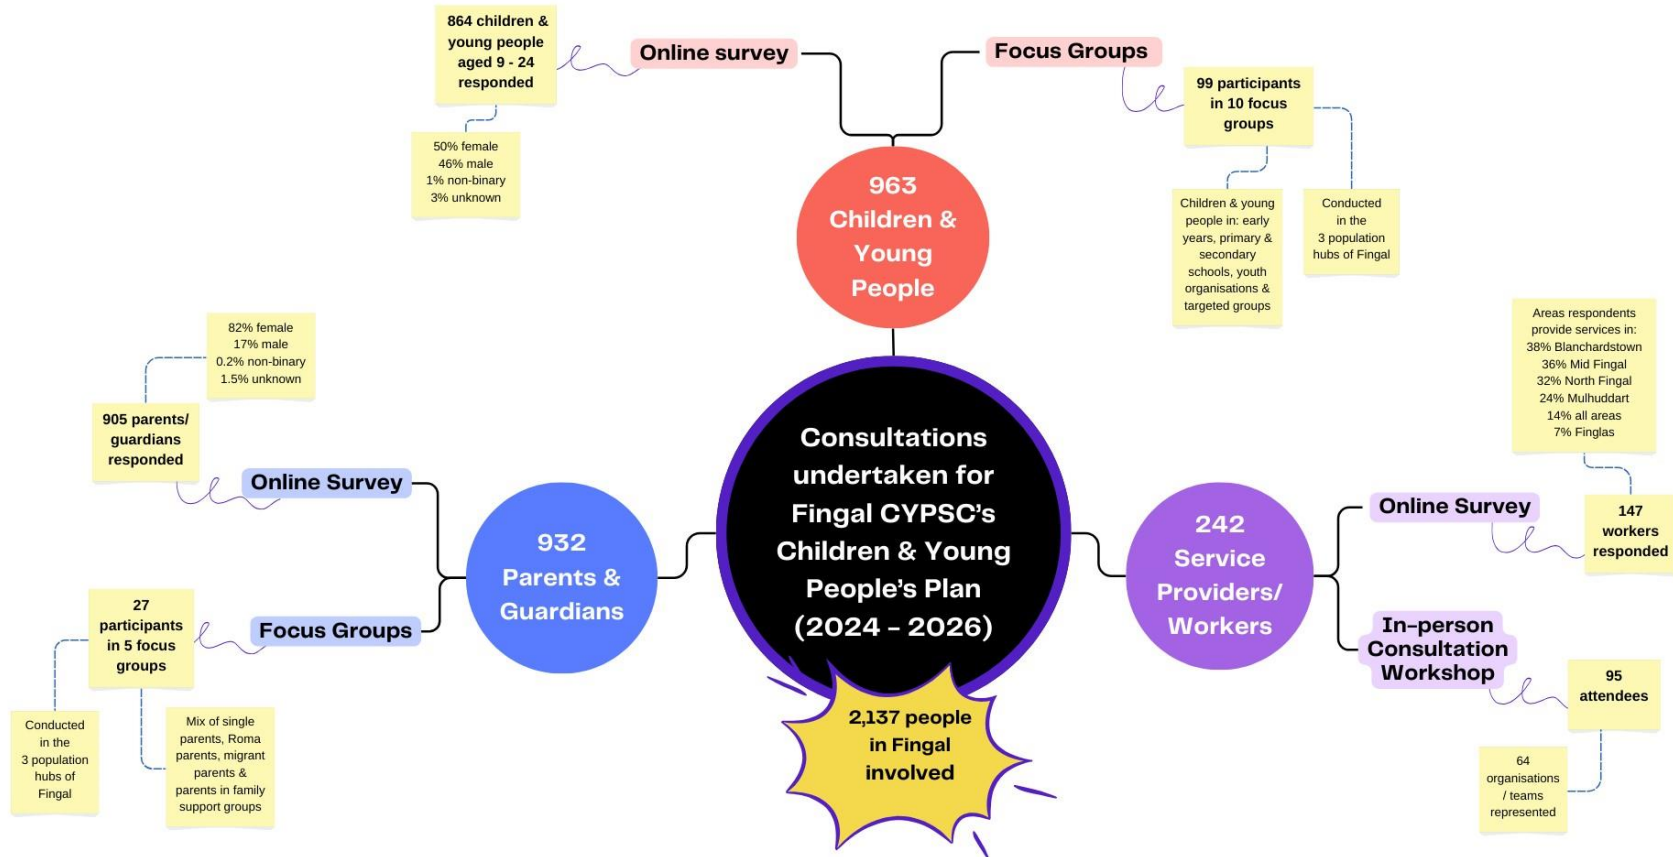 864 children &
young people
aged 9 - 24
responded
Online survey
50% female
46% male
1% non-binary
3% unknown
Focus Groups
99 participants
in 10 focus
groups
Children & young
people in: early
years, primary &
secondary
schools, youth
organisations &
targeted groups
Conducted
in the
3 population
hubs of Fingal
963
Children &
Young
People
82% female
17% male
0.2% non-binary
1.5% unknown
905 parents/
guardians
responded
Online Survey
932
Parents &
Guardians
27
participants
in 5 focus
groups
Focus Groups
Conducted
in the
3 population
hubs of
Fingal
Mix of single
parents, Roma
parents, migrant
parents &
parents in family
support groups
Consultations
undertaken for
Fingal CYPSC's
Children & Young
People's Plan
(2024 – 2026)
2,137 people
in Fingal
involved
242
Service
Providers/
Workers
Areas respondents
provide services in:
38% Blanchardstown
36% Mid Fingal
32% North Fingal
24% Mulhuddart
14% all areas
7% Finglas
Online Survey
147
workers
responded
In-person
Consultation
Workshop
95
attendees
64
organisations
/ teams
represented